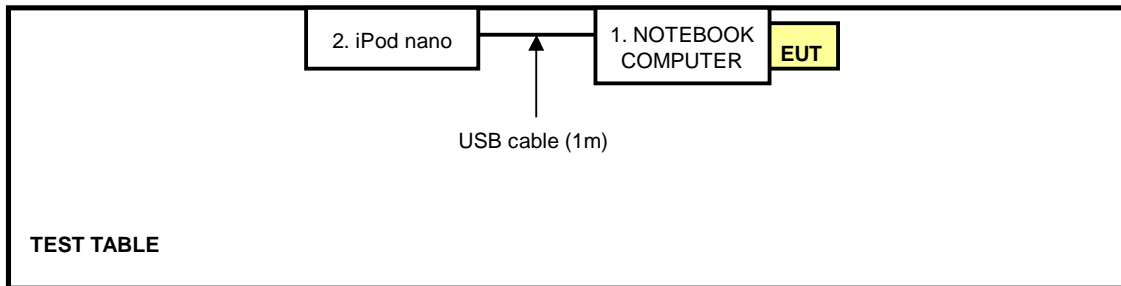 2. iPod nano
1. NOTEBOOK
COMPUTER
EUT
USB cable (1m)
TEST TABLE